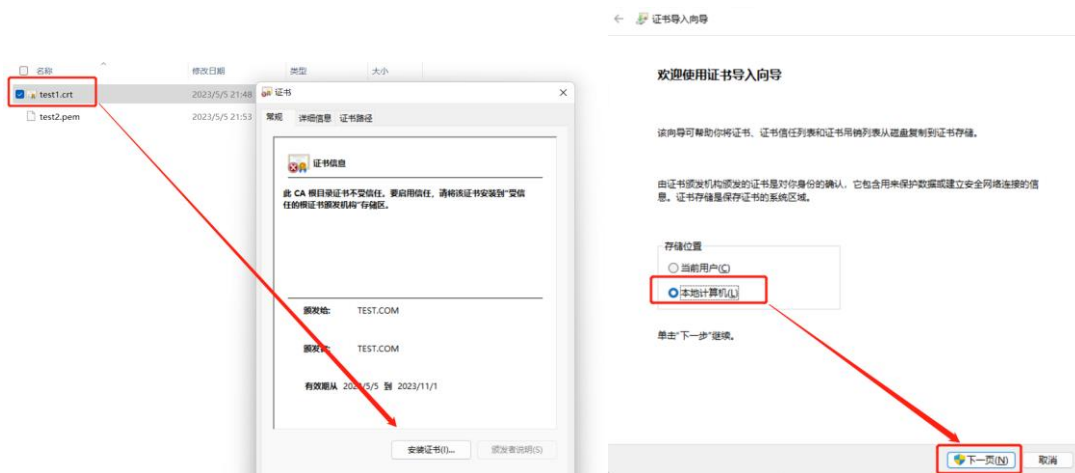 名称 修改日期 类型 大小
test1.crt 2023/5/5 21:48
test2.pem 2023/5/5 21:53
证书
常规 详细信息 证书路径
证书信息
此 CA 根目录证书不受信任。要启用信任，请将该证书安装到"受信
任的根证书颁发机构"存储区。
颁发给: TEST.COM
TEST.COM
有效期从 /5/5 到 2023/11/1
安装证书(I)... 颁发者说明(S)
证书导入向导
欢迎使用证书导入向导
该向导可帮助你将证书、证书信任列表和证书吊销列表从磁盘复制到证书存储。
由证书颁发机构颁发的证书是对你身份的确认，它包含用来保护数据或建立安全网络连接的信
息。证书存储是保存证书的系统区域。
存储位置
当前用户(C)
本地计算机(L)
单击"下一步"继续。
下一页(N) 取消